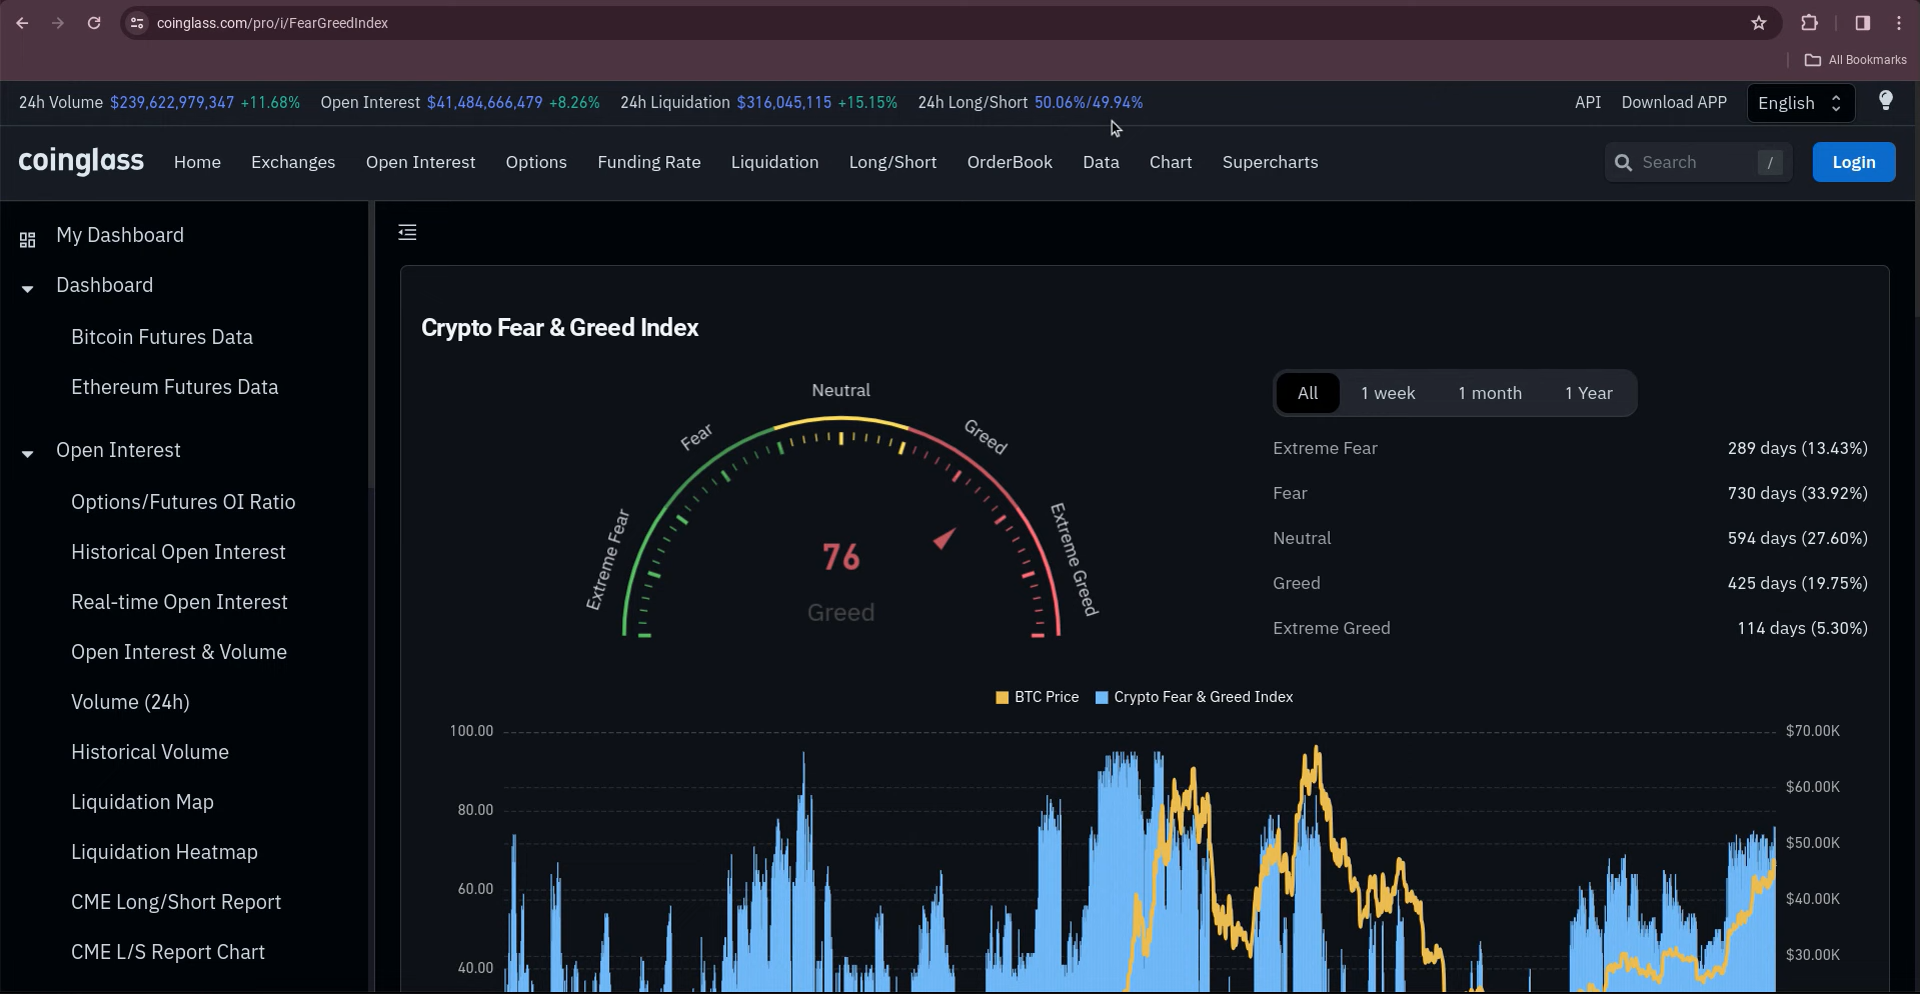 coinglass.com/pro/i/FearGreedIndex
All Bookmarks
24h Volume $239,622,979,347 +11.68% Open Interest $41,484,666,479 +8.26% 24h Liquidation $316,045,115 +15.15% 24h Long/Short 50.06%/49.94% API Download APP English
coinglass Home Exchanges Open Interest Options Funding Rate Liquidation Long/Short OrderBook Data Chart Supercharts Search / Login
My Dashboard
Dashboard
Bitcoin Futures Data
Ethereum Futures Data
Open Interest
Options/Futures OI Ratio
Historical Open Interest
Real-time Open Interest
Open Interest & Volume
Volume (24h)
Historical Volume
Liquidation Map
Liquidation Heatmap
CME Long/Short Report
CME L/S Report Chart
Crypto Fear & Greed Index
Extreme Fear
Fear
Neutral
Greed
Extreme Greed
76
Greed
All 1 week 1 month 1 Year
Extreme Fear 289 days (13.43%)
Fear 730 days (33.92%)
Neutral 594 days (27.60%)
Greed 425 days (19.75%)
Extreme Greed 114 days (5.30%)
BTC Price Crypto Fear & Greed Index
100.00 $70.00K
$60.00K
80.00
$50.00K
60.00
$40.00K
$30.00K
40.00